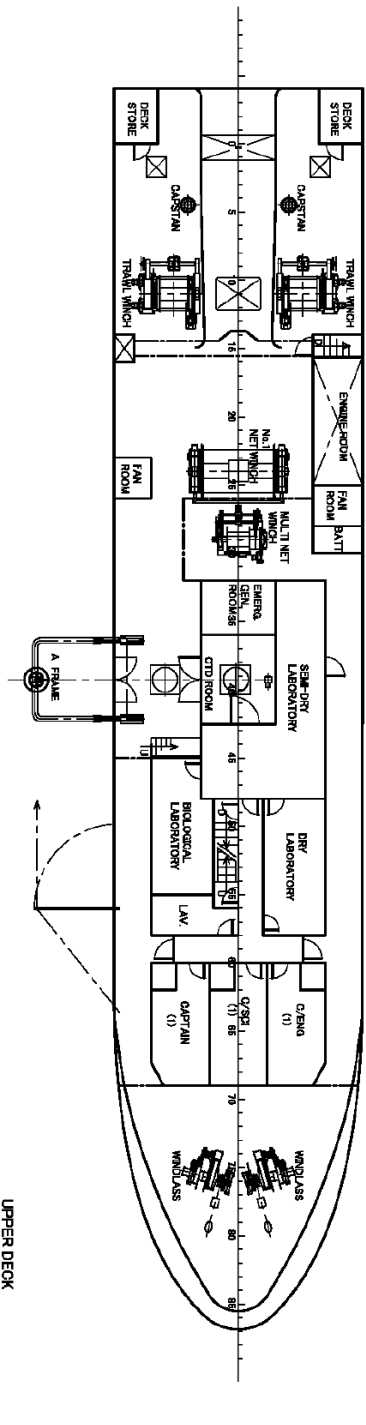 DECK
STORE
DECK
STORE
0
CAPSTAN
5
CAPSTAN
TRAWL WINCH
10
TRAWL WINCH
15
U
D
ENGINE ROOM
20
No.1
NET WINCH
25
FAN
ROOM
FAN
ROOM
BATT
MULTI NET
WINCH
EMERG.
GEN.
ROOM
35
SEMI-DRY
LABORATORY
CTD ROOM
40
A FRAME
45
U
BIOLOGICAL
LABORATORY
50
D
DRY
LABORATORY
55
LAV.
60
CAPTAIN
(1)
C/SCI
(1)
C/ENG
(1)
65
70
WINDLASS
75
WINDLASS
80
85
UPPER DECK